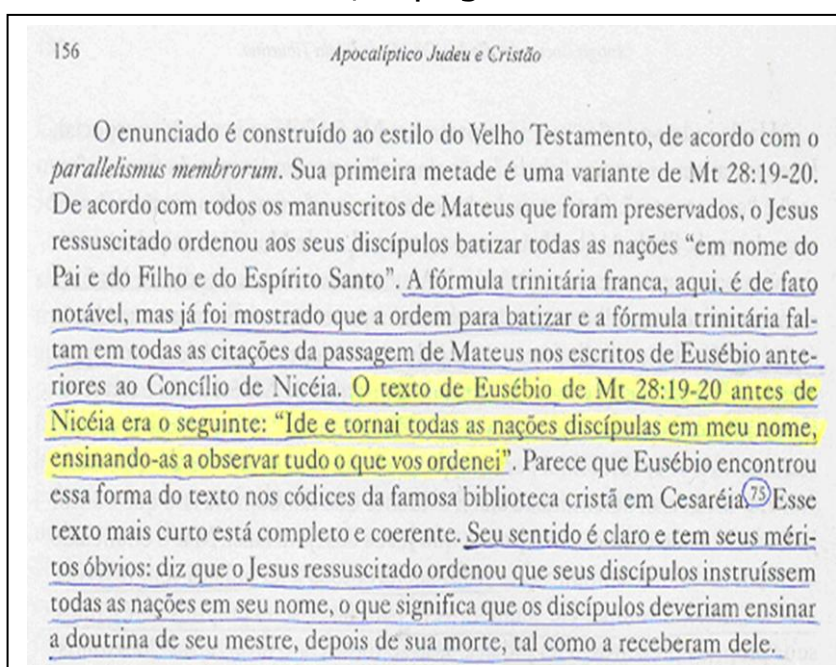 156
Apocalíptico Judeu e Cristão
O enunciado é construído ao estilo do Velho Testamento, de acordo com o
parallelismus membrorum. Sua primeira metade é uma variante de Mt 28:19-20.
De acordo com todos os manuscritos de Mateus que foram preservados, o Jesus
ressuscitado ordenou aos seus discípulos batizar todas as nações “em nome do
Pai e do Filho e do Espírito Santo”. A fórmula trinitária franca, aqui, é de fato
notável, mas já foi mostrado que a ordem para batizar e a fórmula trinitária fal-
tam em todas as citações da passagem de Mateus nos escritos de Eusébio ante-
riores ao Concílio de Nicéia. O texto de Eusébio de Mt 28:19-20 antes de
Nicéia era o seguinte: “Ide e tornai todas as nações discípulas em meu nome,
ensinando-as a observar tudo o que vos ordenei”. Parece que Eusébio encontrou
essa forma do texto nos códices da famosa biblioteca cristã em Cesaréia.75 Esse
texto mais curto está completo e coerente. Seu sentido é claro e tem seus méri-
tos óbvios: diz que o Jesus ressuscitado ordenou que seus discípulos instruíssem
todas as nações em seu nome, o que significa que os discípulos deveriam ensinar
a doutrina de seu mestre, depois de sua morte, tal como a receberam dele.